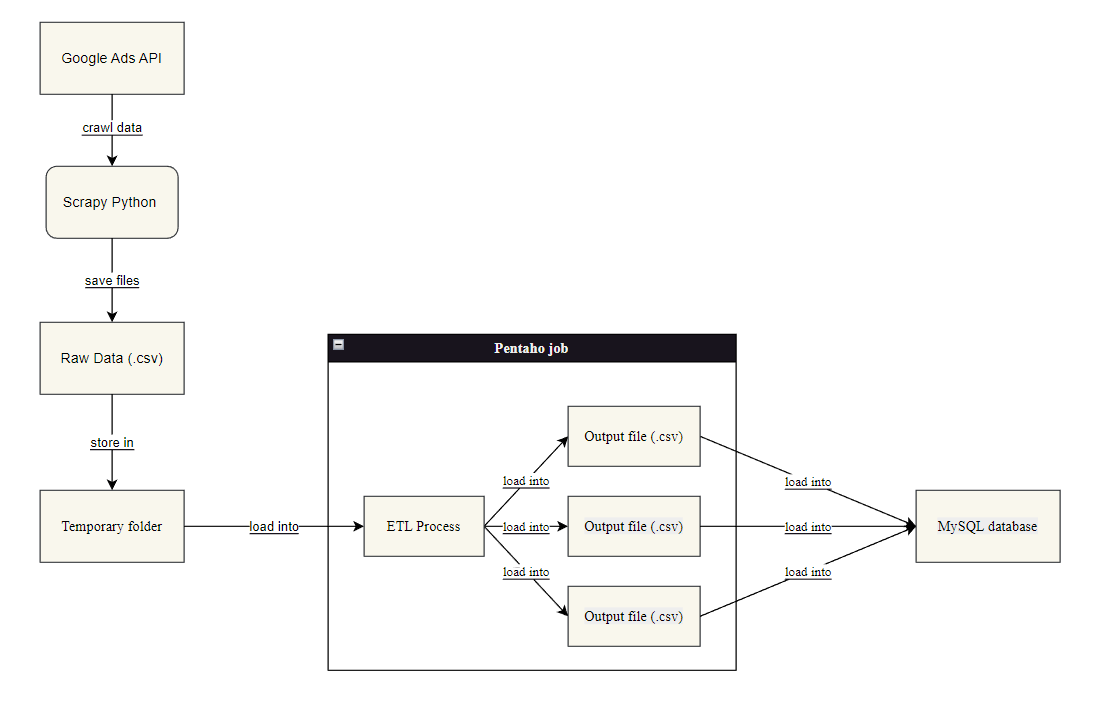 Google Ads API
crawl data
Scrapy Python
save files
Raw Data (.csv)
store in
Temporary folder
load into
Pentaho job
ETL Process
load into
load into
load into
Output file (.csv)
Output file (.csv)
Output file (.csv)
load into
load into
load into
MySQL database